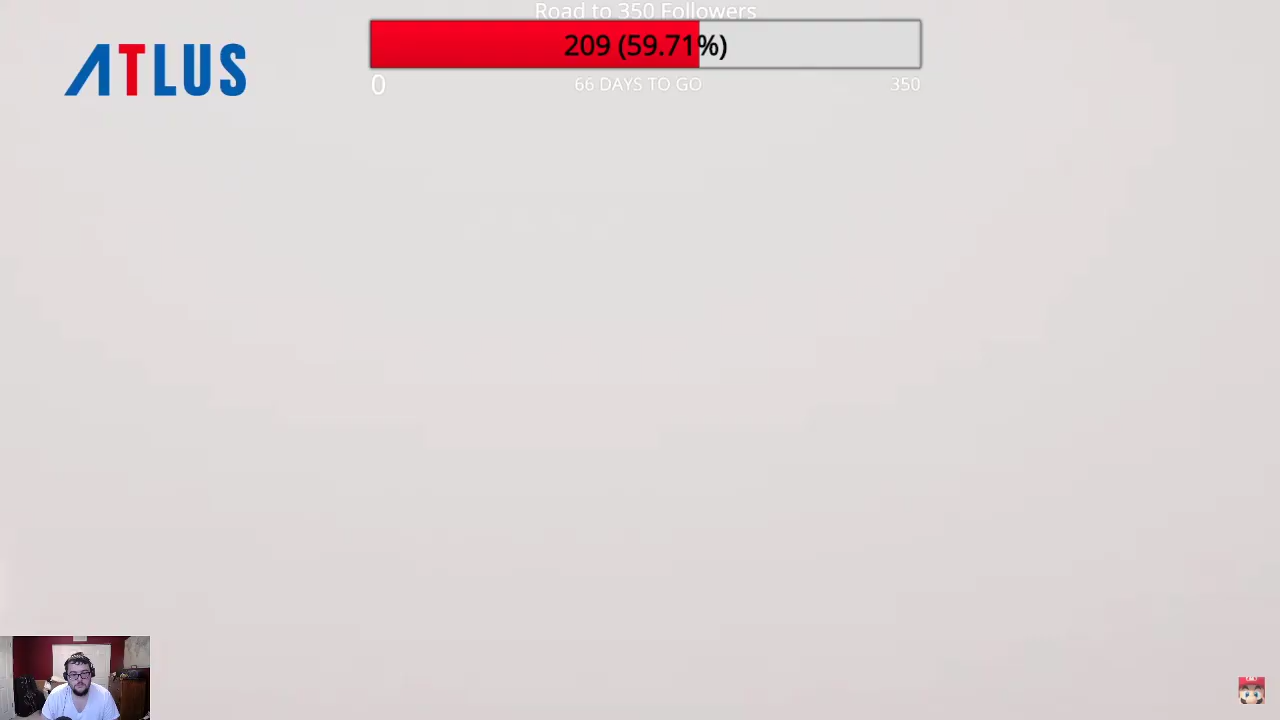 Road to 350 Followers
ATLUS
209 (59.71%)
0
66 DAYS TO GO
350